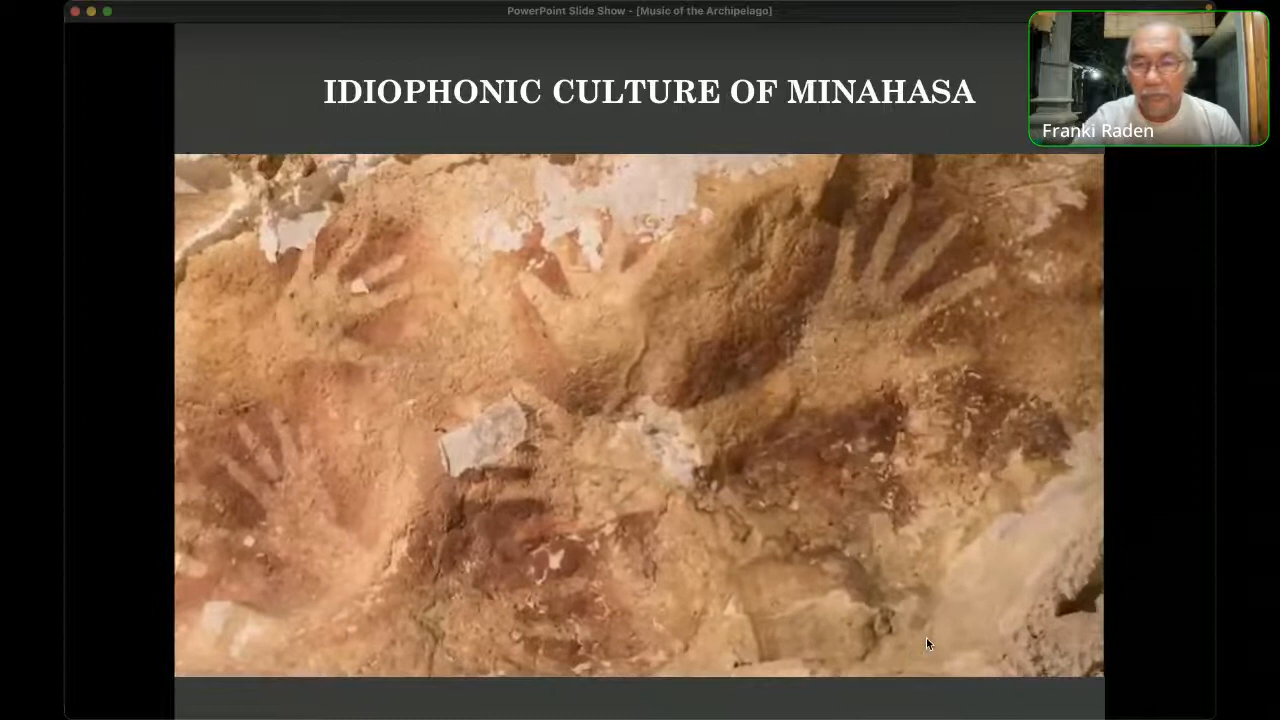 PowerPoint Slide Show - [Music of the Archipelago]
IDIOPHONIC CULTURE OF MINAHASA
Franki Raden